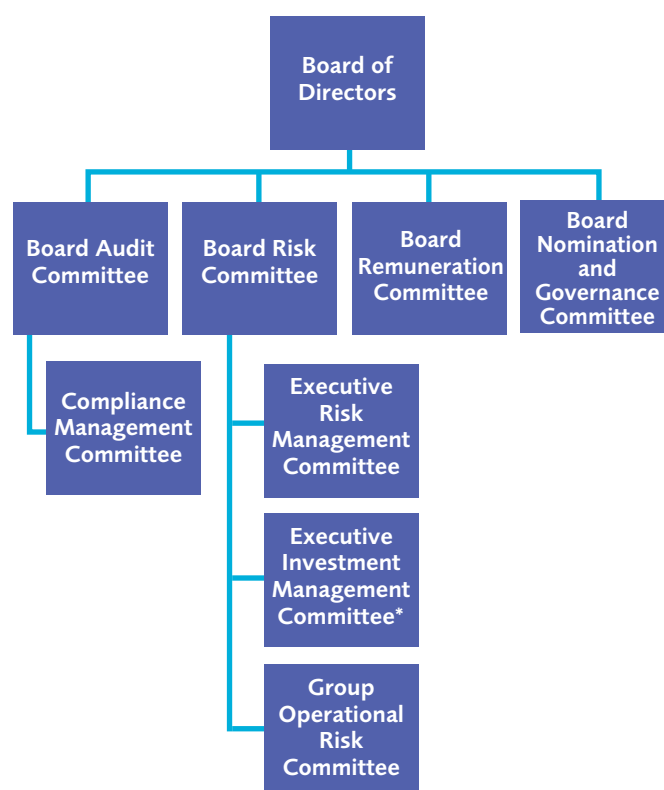 Board of
Directors
Board Audit
Committee
Board Risk
Committee
Board
Remuneration
Committee
Board
Nomination
and
Governance
Committee
Compliance
Management
Committee
Executive
Risk
Management
Committee
Executive
Investment
Management
Committee*
Group
Operational
Risk
Committee